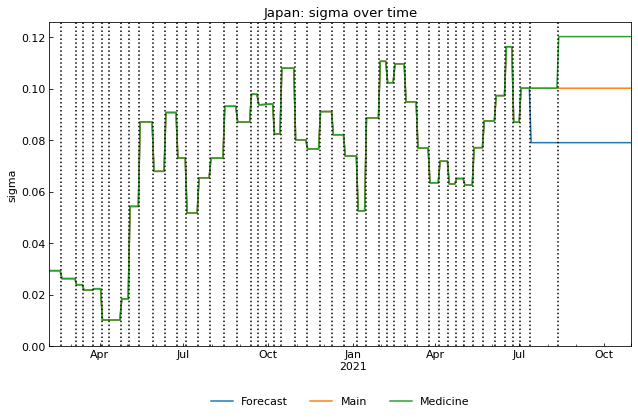 Japan: sigma over time
sigma
0.12
0.10
0.08
0.06
0.04
0.02
0.00
Apr Jul Oct Jan Apr Jul Oct
2021
Forecast Main Medicine